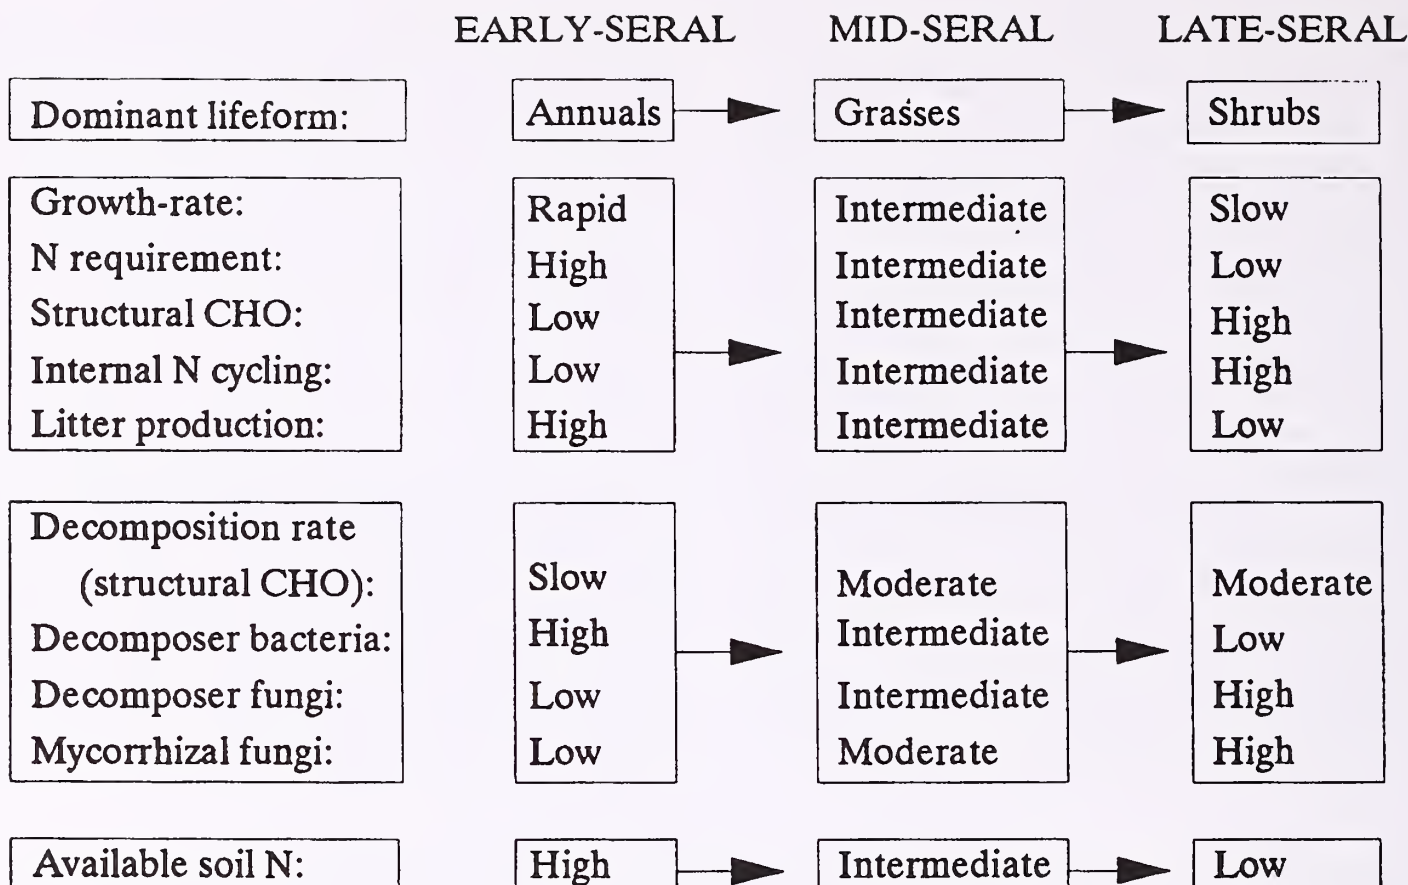 EARLY-SERAL MID-SERAL LATE-SERAL
Dominant lifeform: Annuals Grasses Shrubs
Growth-rate: Rapid Intermediate Slow
N requirement: High Intermediate Low
Structural CHO: Low Intermediate High
Internal N cycling: Low Intermediate High
Litter production: High Intermediate Low
Decomposition rate
(structural CHO): Slow Moderate Moderate
Decomposer bacteria: High Intermediate Low
Decomposer fungi: Low Intermediate High
Mycorrhizal fungi: Low Moderate High
Available soil N: High Intermediate Low